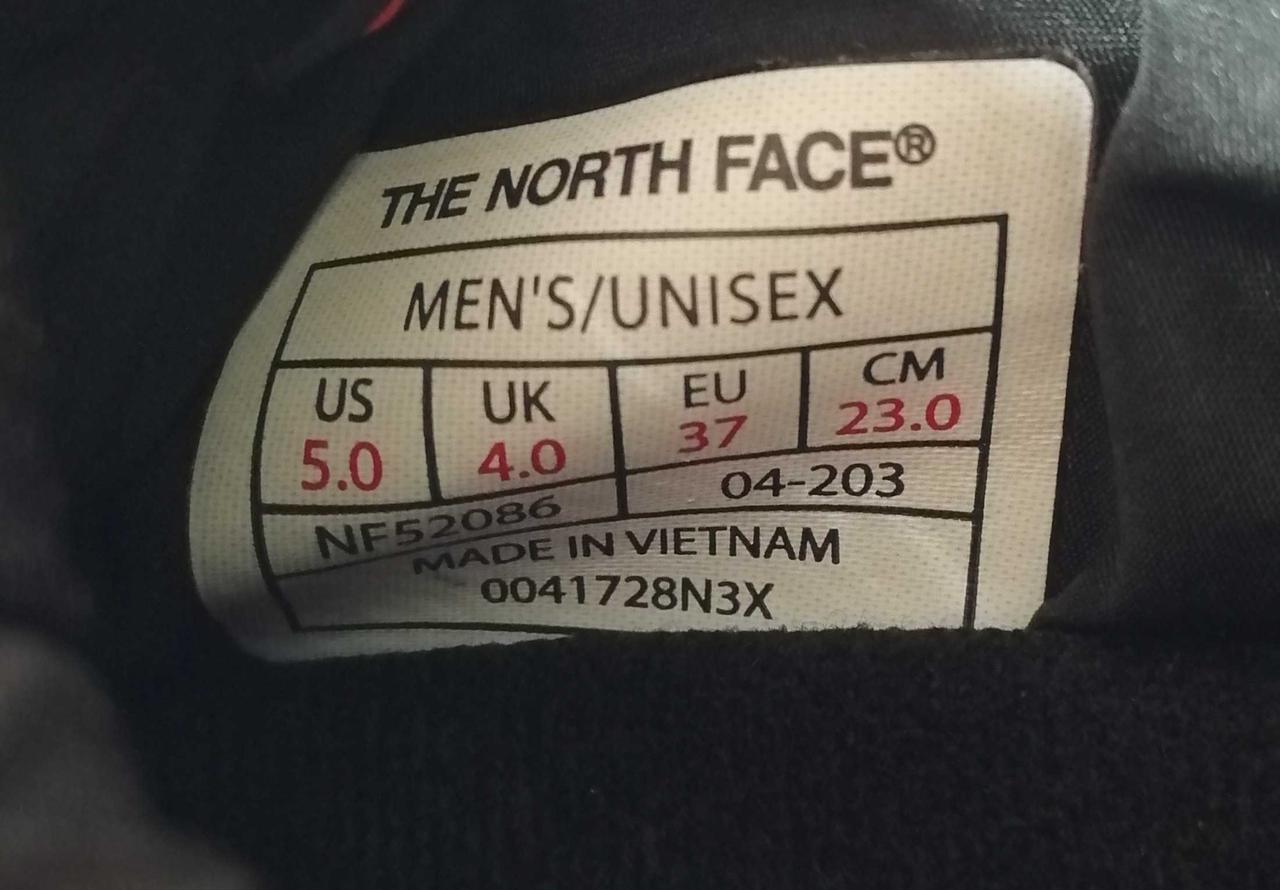 THE NORTH FACE®
MEN'S/UNISEX
US UK EU CM
5.0 4.0 37 23.0
NF52086 04-203
MADE IN VIETNAM
0041728N3X